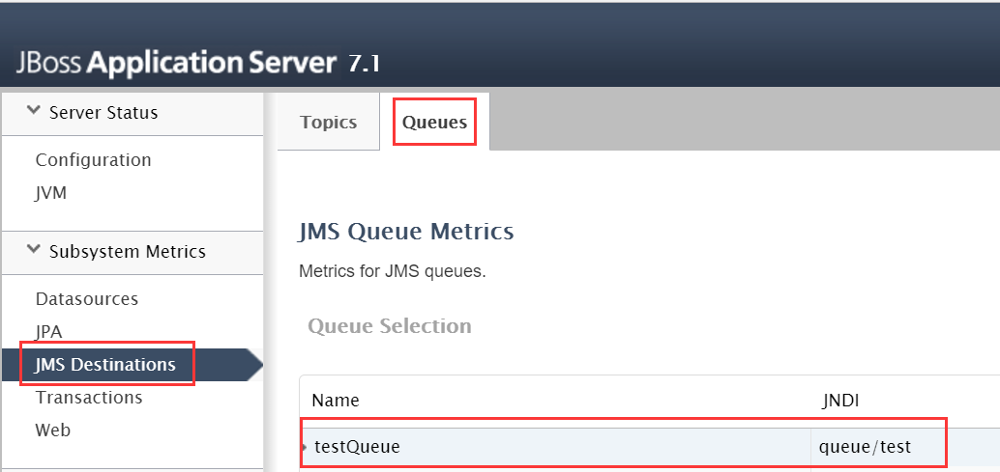 JBoss Application Server 7.1
Server Status
Configuration
JVM
Subsystem Metrics
Datasources
JPA
JMS Destinations
Transactions
Web
Topics
Queues
JMS Queue Metrics
Metrics for JMS queues.
Queue Selection
Name JNDI
testQueue queue/test